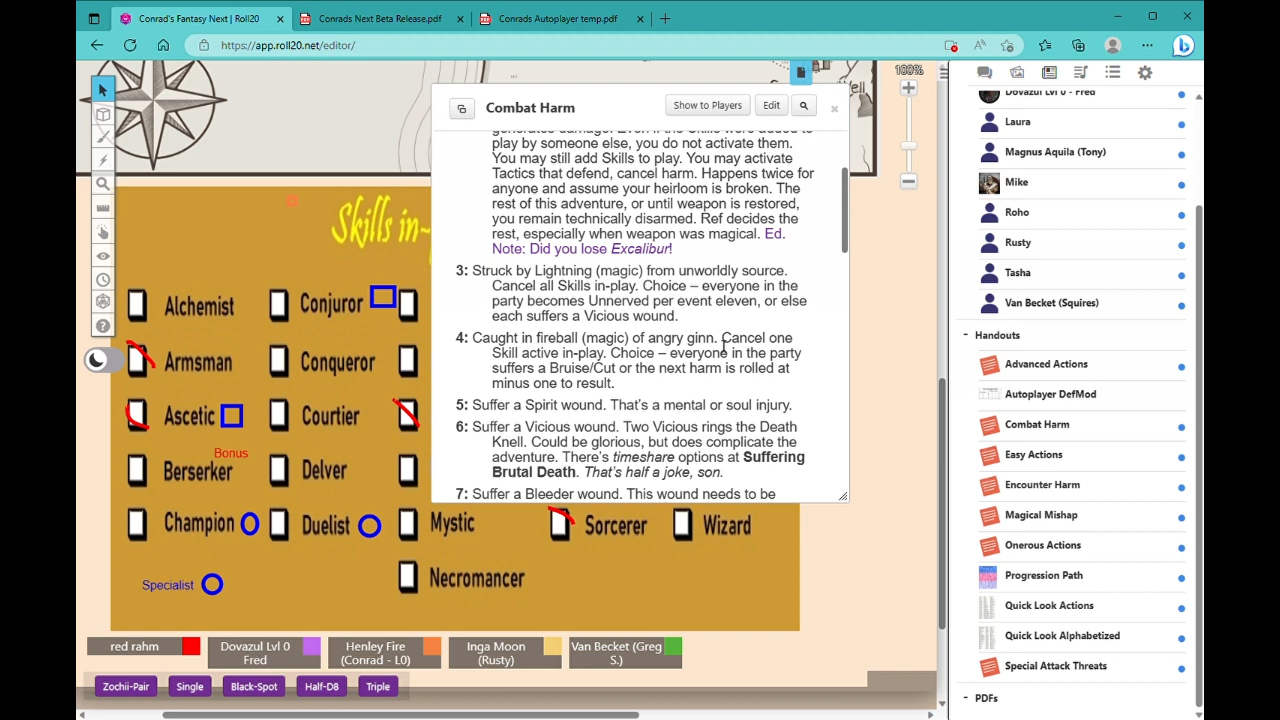 Conrad's Fantasy Next | Roll20
Conrads Next Beta Release.pdf
Conrads Autoplayer temp.pdf
https://app.roll20.net/editor/
100%
Well
Skills in-
Alchemist
Conjuror
Armsman
Conqueror
Ascetic
Courtier
Bonus
Berserker
Delver
Champion
Duelist
Mystic
Sorcerer
Wizard
Specialist
Necromancer
Combat Harm
Show to Players
Edit
generates damage. Even if the Skills were added to
play by someone else, you do not activate them.
You may still add Skills to play. You may activate
Tactics that defend, cancel harm. Happens twice for
anyone and assume your heirloom is broken. The
rest of this adventure, or until weapon is restored,
you remain technically disarmed. Ref decides the
rest, especially when weapon was magical. Ed.
Note: Did you lose Excalibur!
3: Struck by Lightning (magic) from unworldly source.
Cancel all Skills in-play. Choice – everyone in the
party becomes Unnerved per event eleven, or else
each suffers a Vicious wound.
4: Caught in fireball (magic) of angry ginn. Cancel one
Skill active in-play. Choice – everyone in the party
suffers a Bruise/Cut or the next harm is rolled at
minus one to result.
5: Suffer a Spirit wound. That's a mental or soul injury.
6: Suffer a Vicious wound. Two Vicious rings the Death
Knell. Could be glorious, but does complicate the
adventure. There's timeshare options at Suffering
Brutal Death. That's half a joke, son.
7: Suffer a Bleeder wound. This wound needs to be
red rahm
Dovazul Lvl 0
Fred
Henley Fire
(Conrad - L0)
Inga Moon
(Rusty)
Van Becket (Greg
S.)
Zochii-Pair
Single
Black-Spot
Half-D8
Triple
Dovazul Lvl 0 - Fred
Laura
Magnus Aquila (Tony)
Mike
Roho
Rusty
Tasha
Van Becket (Squires)
Handouts
Advanced Actions
Autoplayer DefMod
Combat Harm
Easy Actions
Encounter Harm
Magical Mishap
Onerous Actions
Progression Path
Quick Look Actions
Quick Look Alphabetized
Special Attack Threats
PDFs